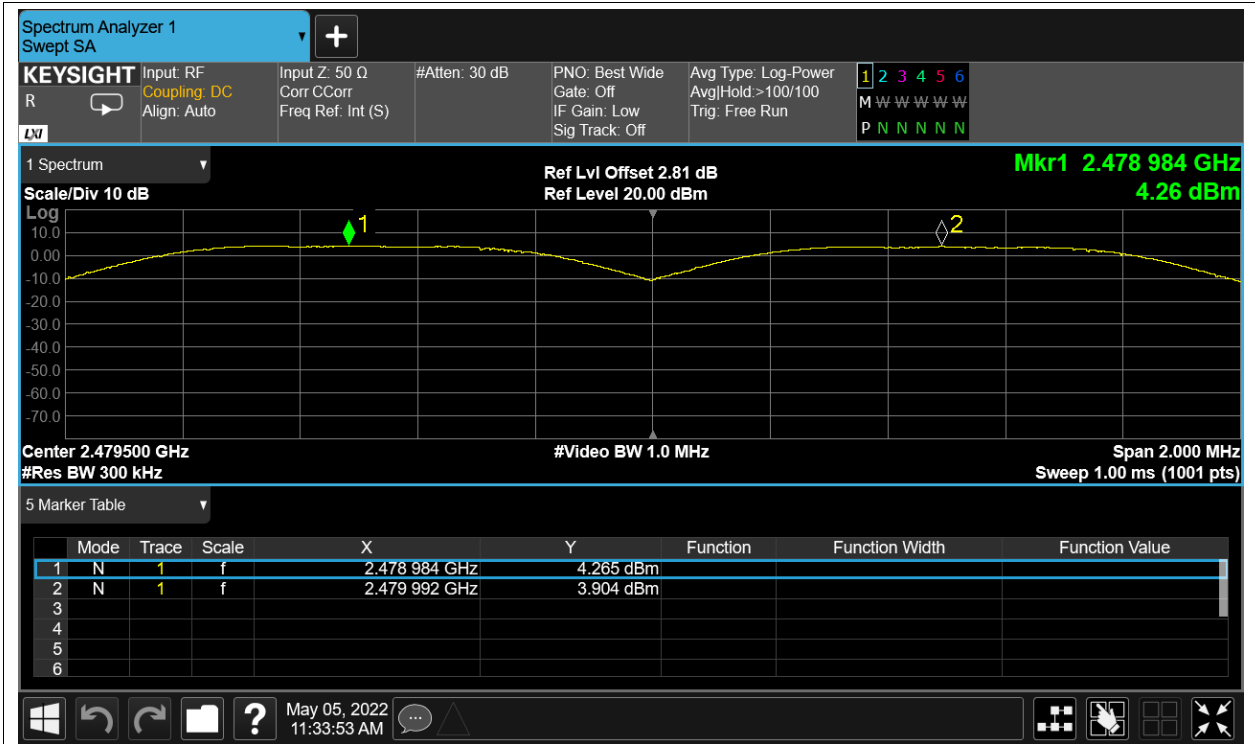 Spectrum Analyzer 1
Swept SA
KEYSIGHT Input: RF Input Z: 50 Ω #Atten: 30 dB PNO: Best Wide Avg Type: Log-Power 1 2 3 4 5 6
R Coupling: DC Corr CCorr Gate: Off Avg|Hold:>100/100 M W W W W W
Align: Auto Freq Ref: Int (S) IF Gain: Low Trig: Free Run
LXI Sig Track: Off P N N N N N
1 Spectrum Ref Lvl Offset 2.81 dB Mkr1 2.478 984 GHz
Scale/Div 10 dB Ref Level 20.00 dBm 4.26 dBm
Log
1 2
10.0
0.00
-10.0
-20.0
-30.0
-40.0
-50.0
-60.0
-70.0
Center 2.479500 GHz #Video BW 1.0 MHz Span 2.000 MHz
#Res BW 300 kHz Sweep 1.00 ms (1001 pts)
5 Marker Table
Mode Trace Scale X Y Function Function Width Function Value
1 N 1 f 2.478 984 GHz 4.265 dBm
2 N 1 f 2.479 992 GHz 3.904 dBm
3
4
5
6
? May 05, 2022
11:33:53 AM